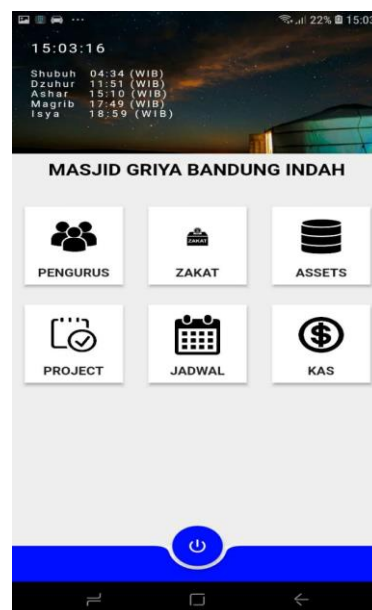 22% 15:03
15:03:16
Shubuh 04:34 (WIB)
Dzuhur 11:51 (WIB)
Ashar 15:10 (WIB)
Magrib 17:49 (WIB)
Isya 18:59 (WIB)
MASJID GRIYA BANDUNG INDAH
ZAKAT
PENGURUS ZAKAT ASSETS
PROJECT JADWAL KAS